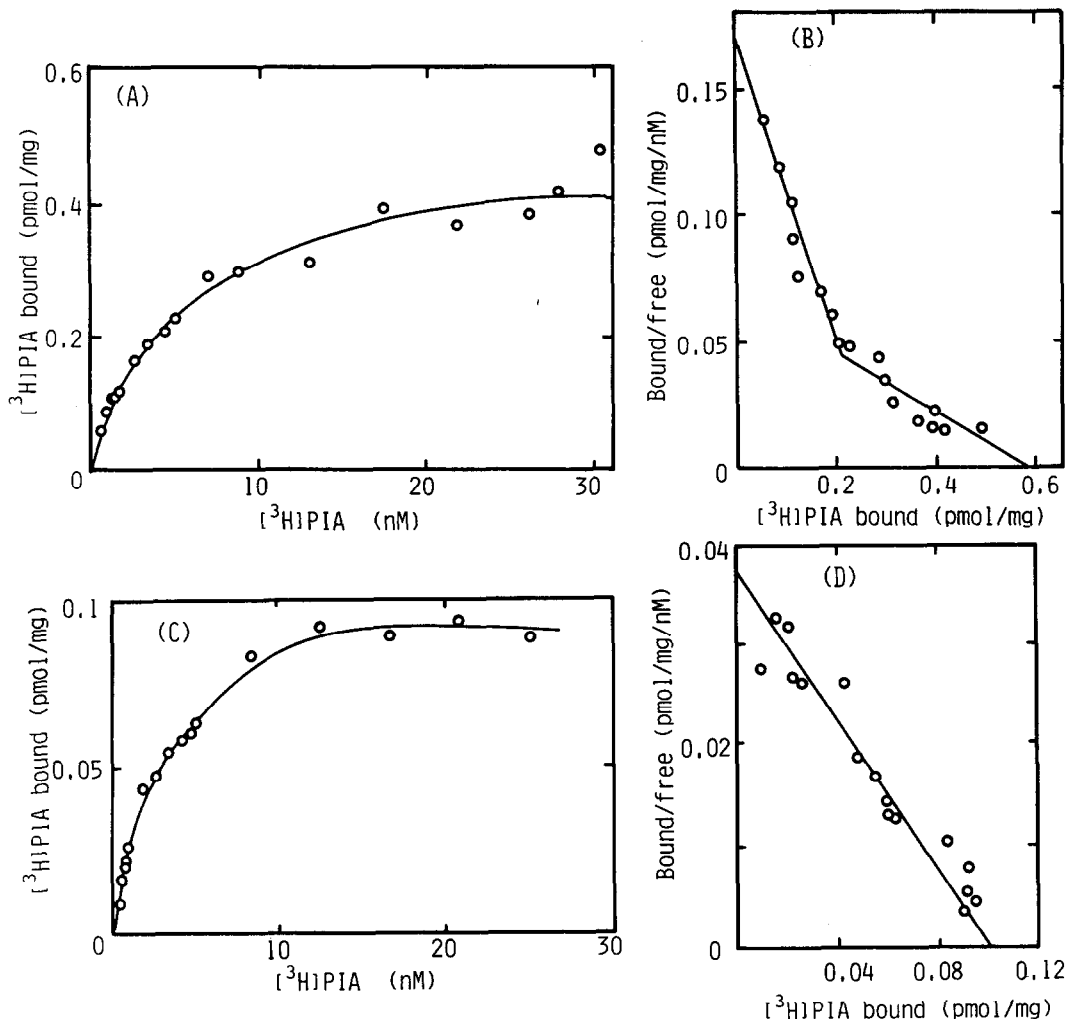 (A)
[³H]PIA bound (pmol/mg)
0.6
0.4
0.2
0
10
20
30
[³H]PIA (nM)
(B)
Bound/free (pmol/mg/nM)
0.15
0.10
0.05
0
0.2
0.4
0.6
[³H]PIA bound (pmol/mg)
(C)
[³H]PIA bound (pmol/mg)
0.1
0.05
0
10
20
30
[³H]PIA (nM)
(D)
Bound/free (pmol/mg/nM)
0.04
0.02
0
0.04
0.08
0.12
[³H]PIA bound (pmol/mg)